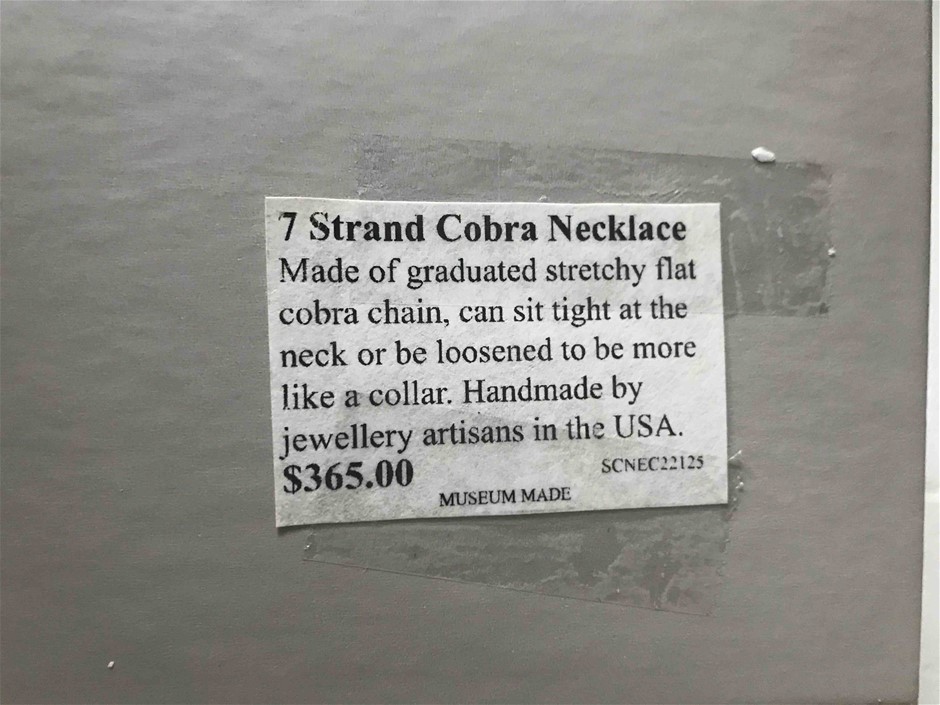 7 Strand Cobra Necklace
Made of graduated stretchy flat
cobra chain, can sit tight at the
neck or be loosened to be more
like a collar. Handmade by
jewellery artisans in the USA.
$365.00 SCNEC22125
MUSEUM MADE